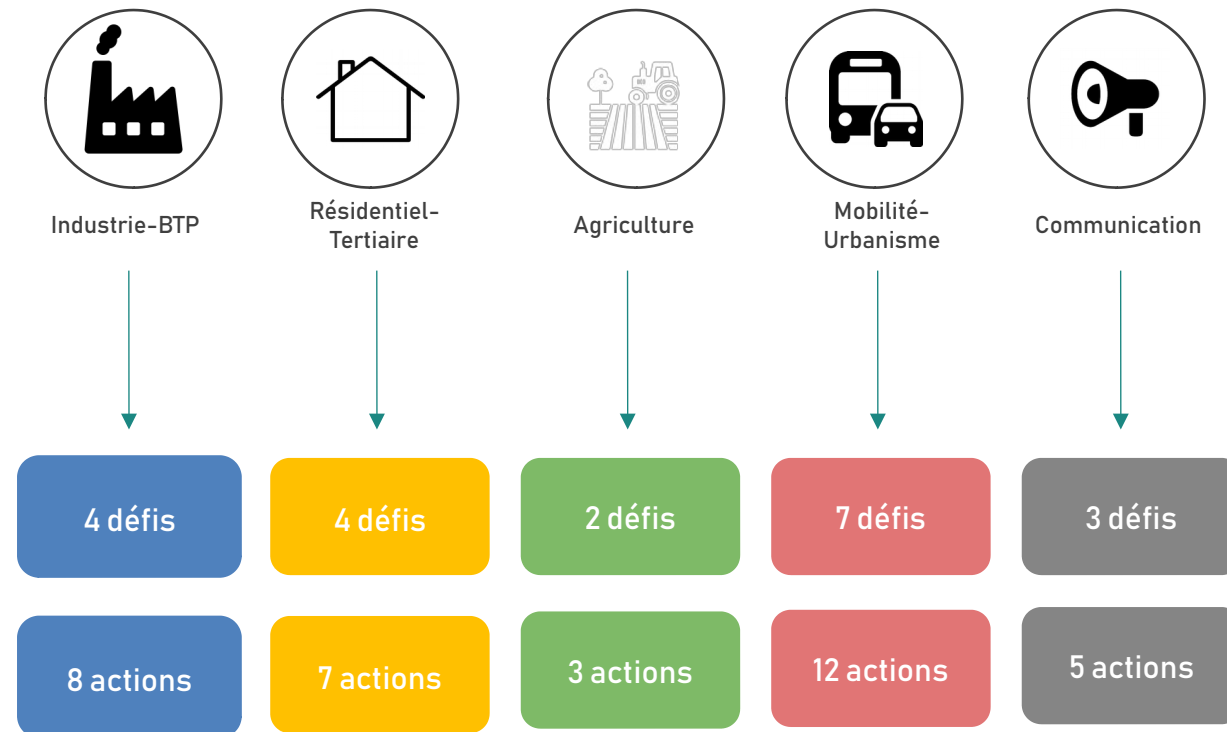 Industrie-BTP
Résidentiel-
Tertiaire
Agriculture
Mobilité-
Urbanisme
Communication
4 défis
4 défis
2 défis
7 défis
3 défis
8 actions
7 actions
3 actions
12 actions
5 actions